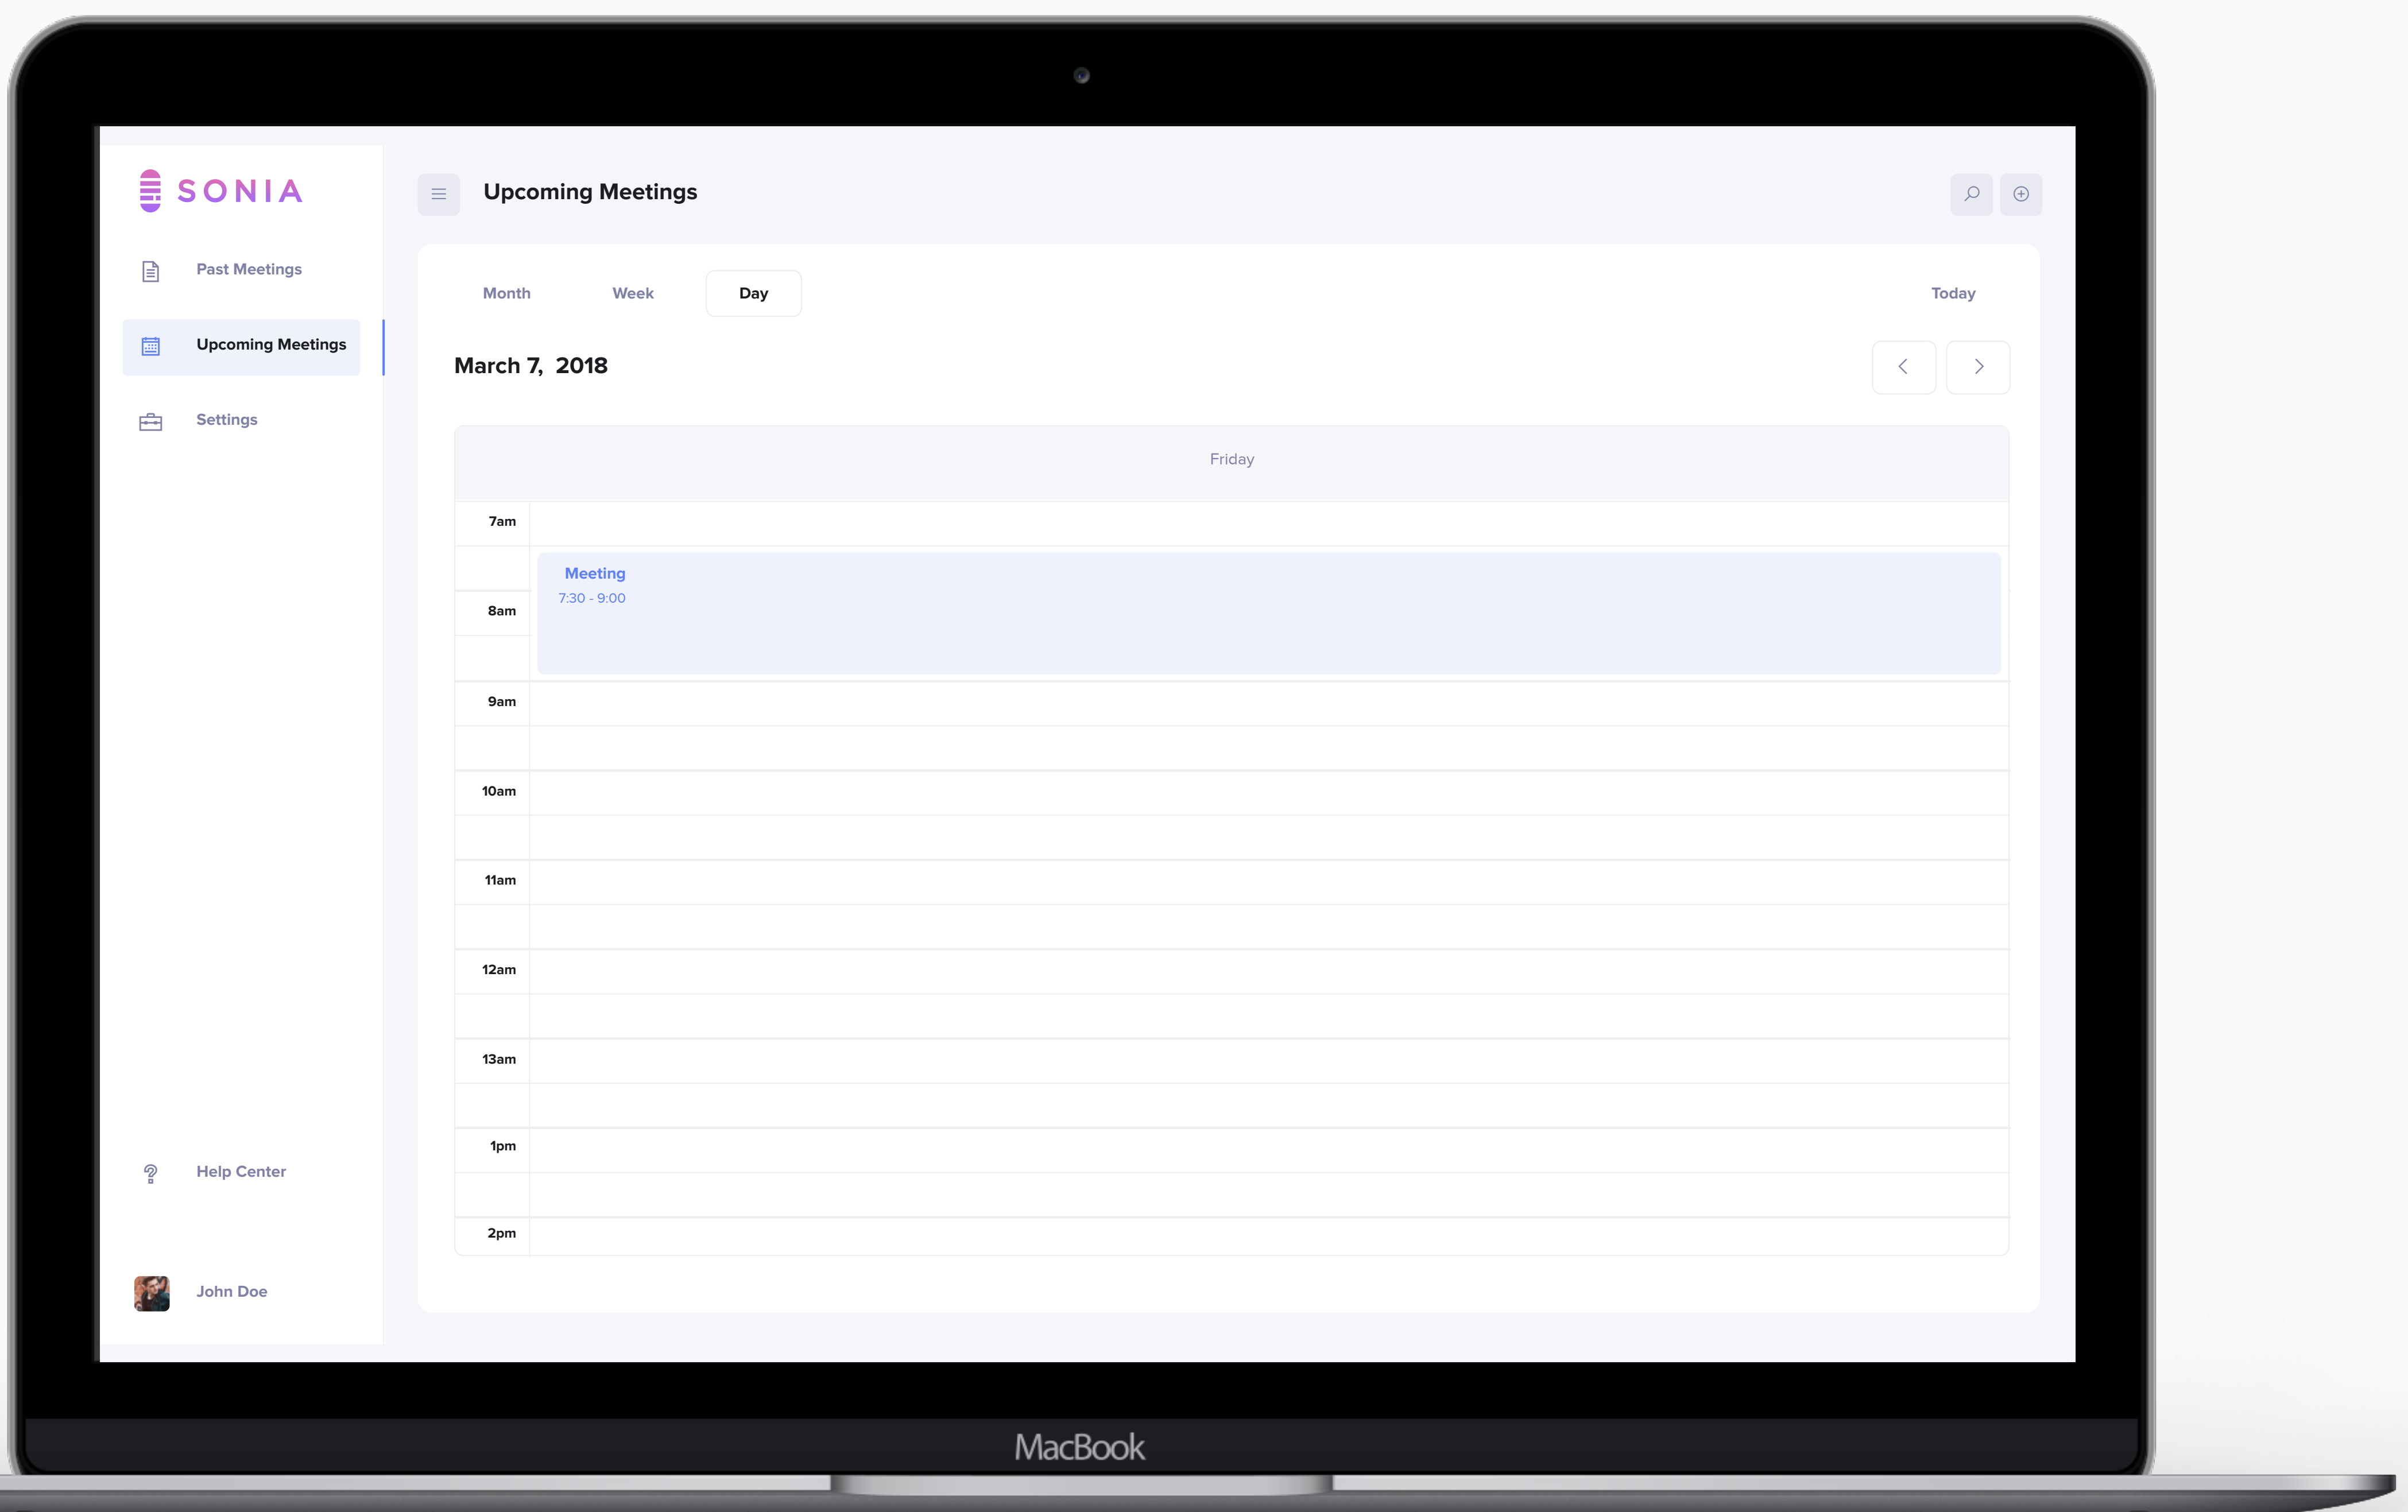 SONIA
Past Meetings
Upcoming Meetings
Settings
Help Center
John Doe
Upcoming Meetings
Month Week Day Today
March 7, 2018
Friday
7am
Meeting
7:30 - 9:00
8am
9am
10am
11am
12am
13am
1pm
2pm
MacBook